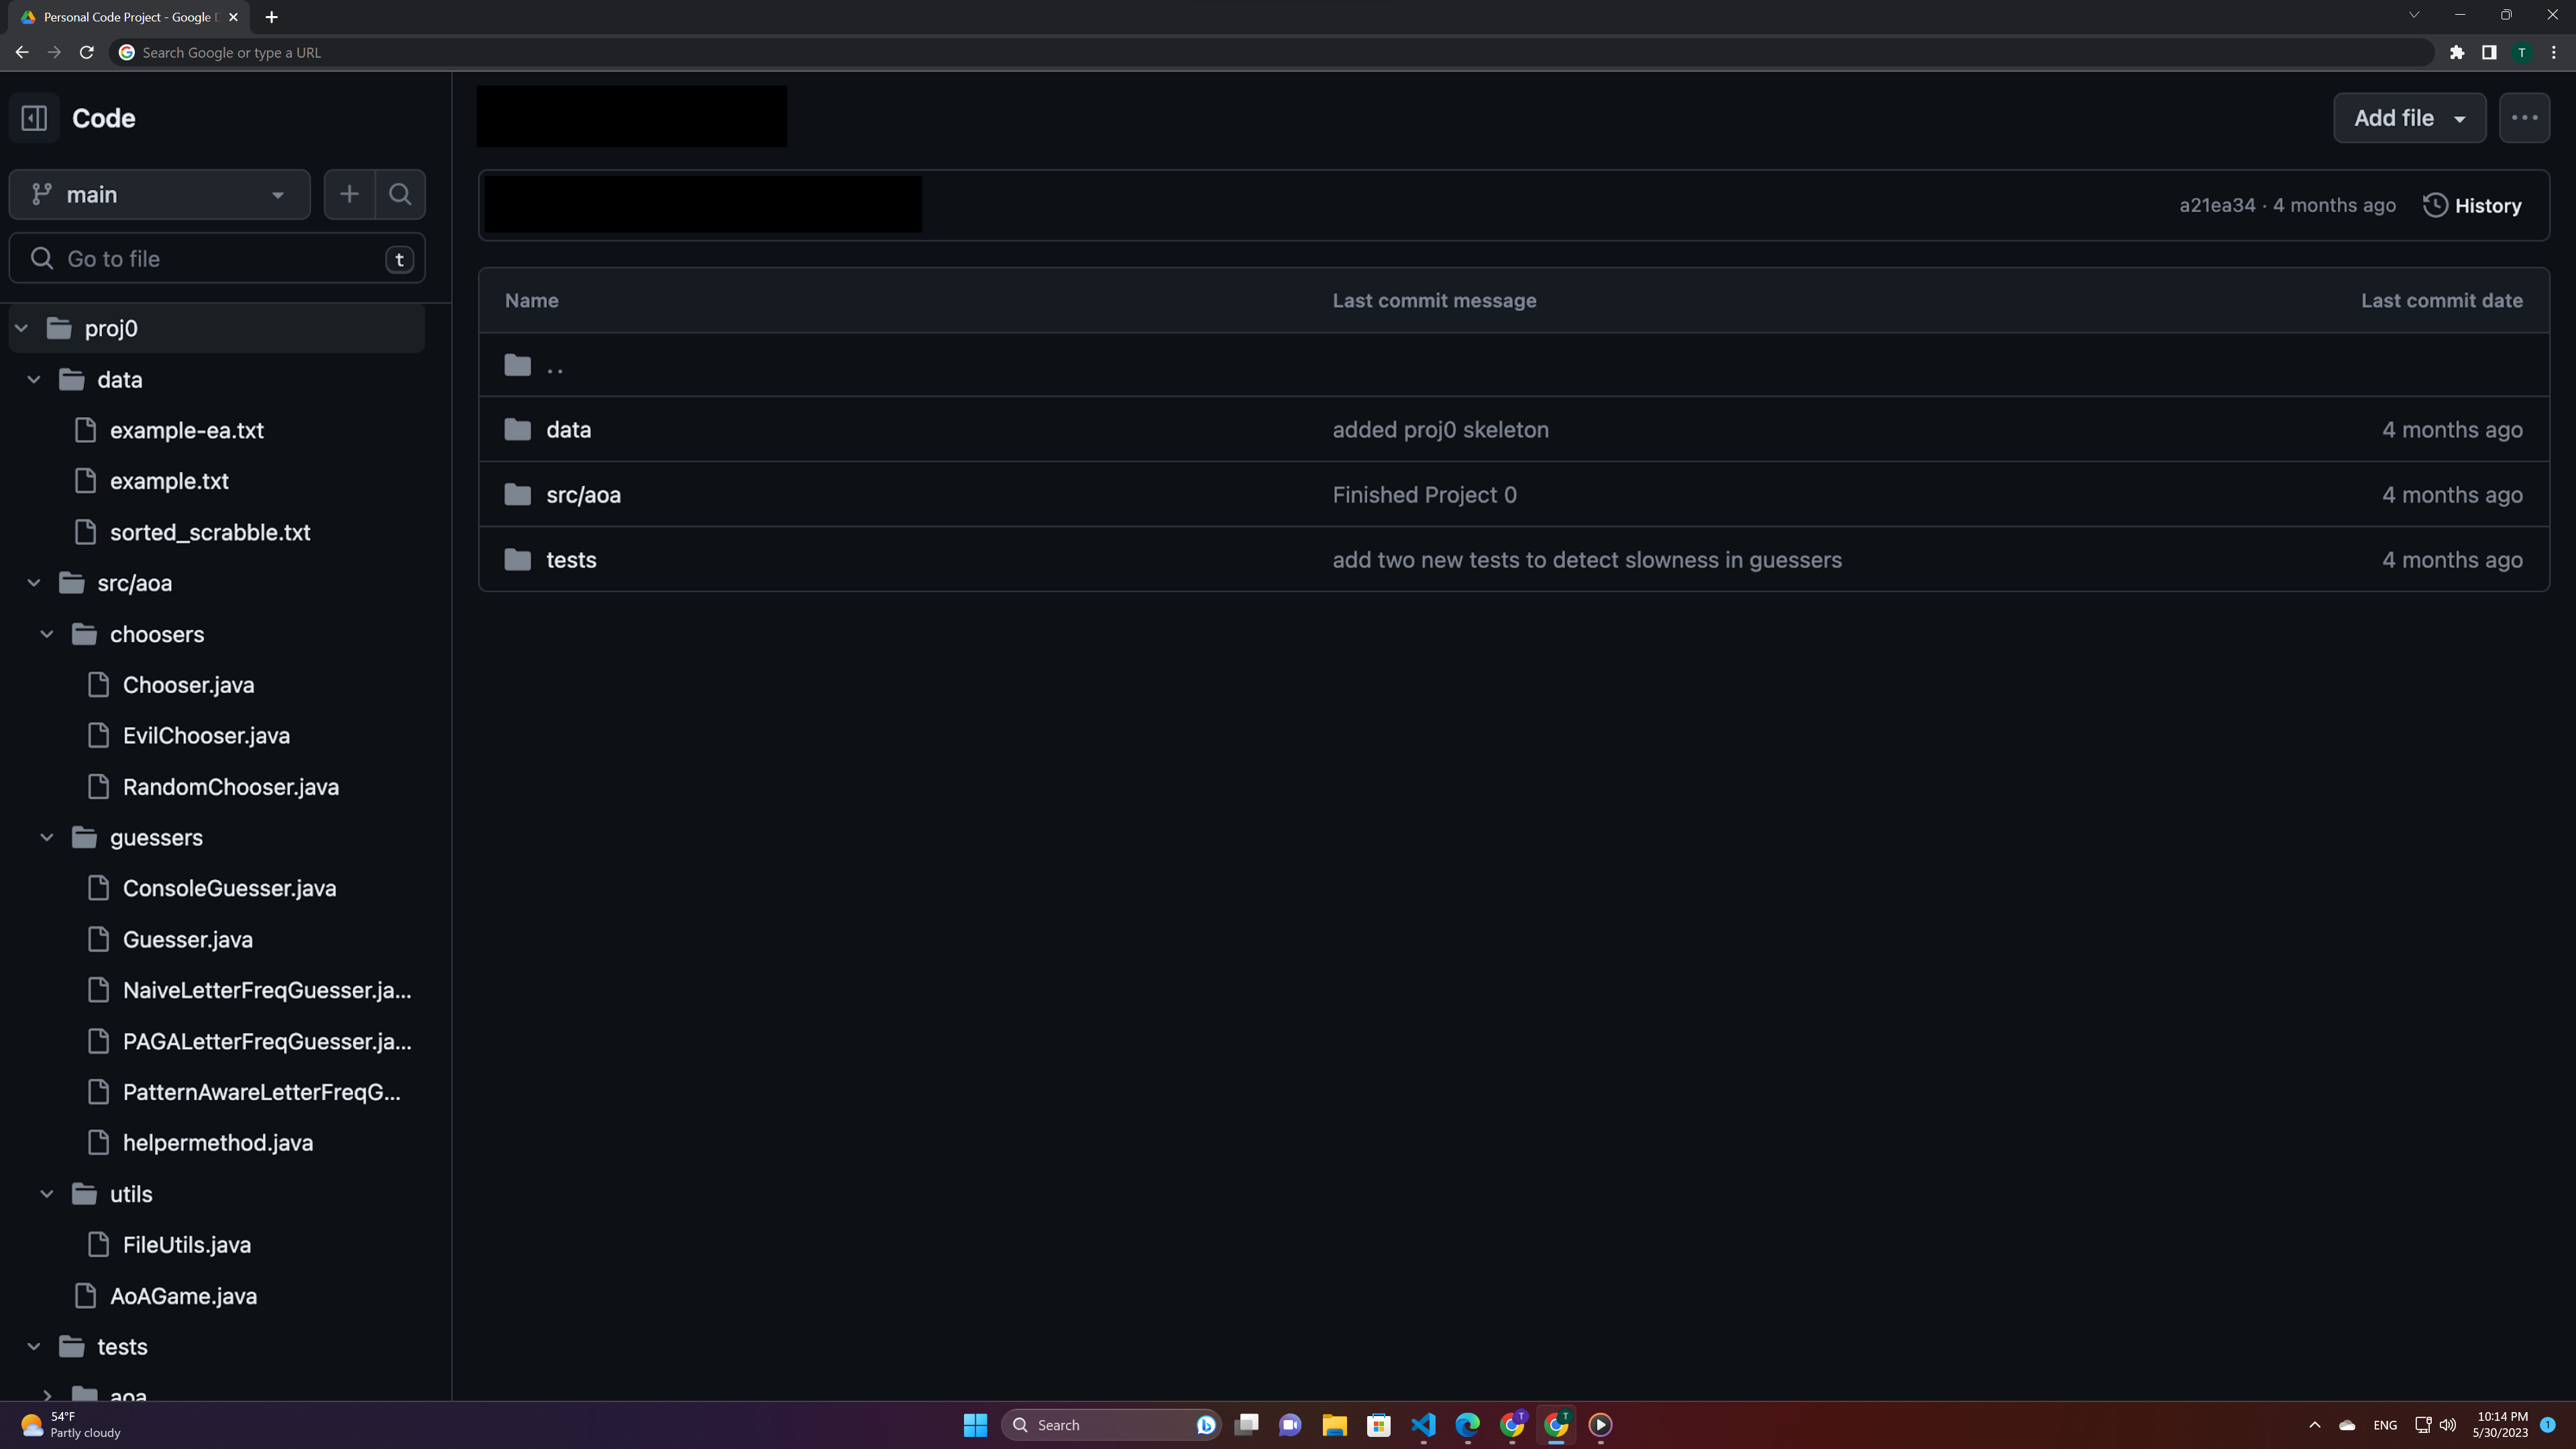 Personal Code Project - Google
Search Google or type a URL
T
Code
Add file
main
a21ea34 · 4 months ago
History
Go to file
t
Name
Last commit message
Last commit date
proj0
..
data
data
added proj0 skeleton
4 months ago
example-ea.txt
example.txt
src/aoa
Finished Project 0
4 months ago
sorted_scrabble.txt
tests
add two new tests to detect slowness in guessers
4 months ago
src/aoa
choosers
Chooser.java
EvilChooser.java
RandomChooser.java
guessers
ConsoleGuesser.java
Guesser.java
NaiveLetterFreqGuesser.ja...
PAGALetterFreqGuesser.ja...
PatternAwareLetterFreqG...
helpermethod.java
utils
FileUtils.java
AoAGame.java
tests
aoa
54°F
Partly cloudy
Search
T
T
ENG
10:14 PM
5/30/2023
1